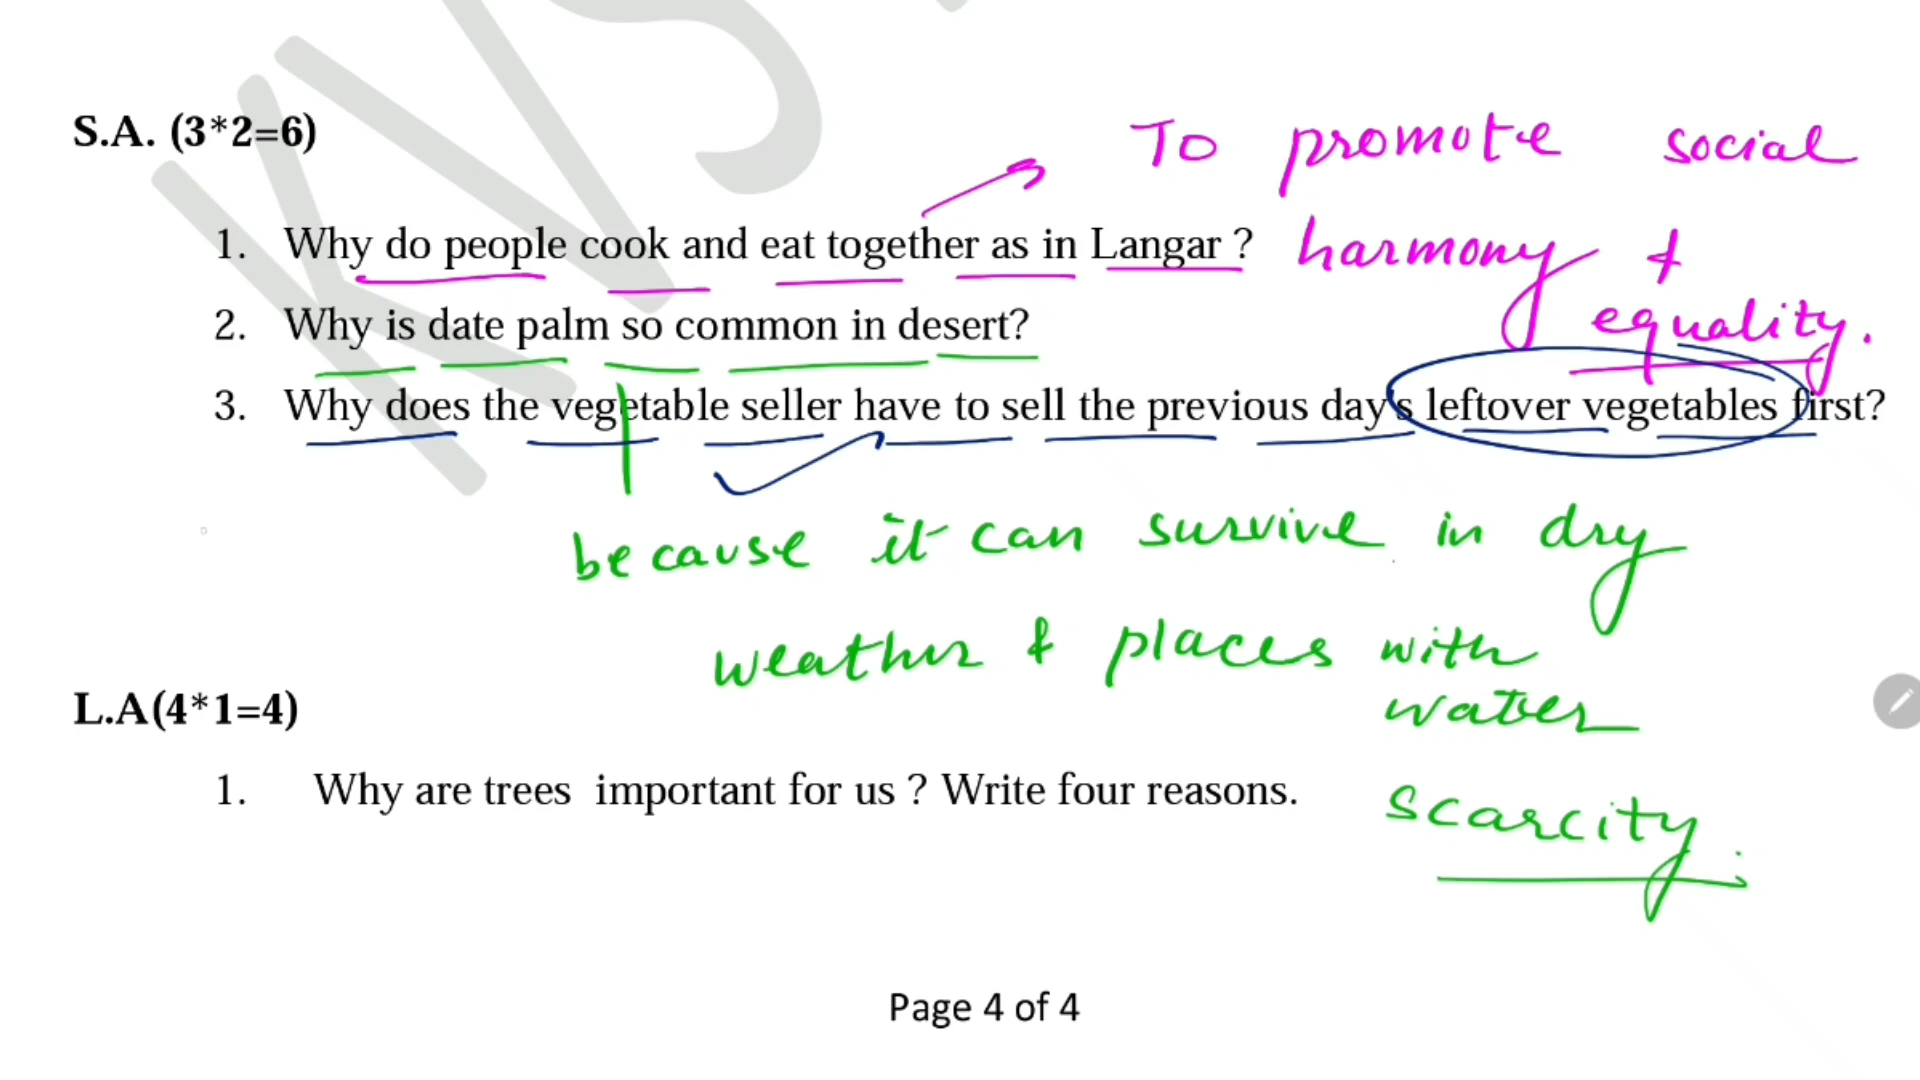 KVS
S.A. (3*2=6)
To promote social
1. Why do people cook and eat together as in Langar ?
harmony &
equality.
2. Why is date palm so common in desert?
3. Why does the vegetable seller have to sell the previous day's leftover vegetables first?
because it can survive in dry
weather & places with
water
scarcity.
L.A(4*1=4)
1. Why are trees important for us ? Write four reasons.
Page 4 of 4